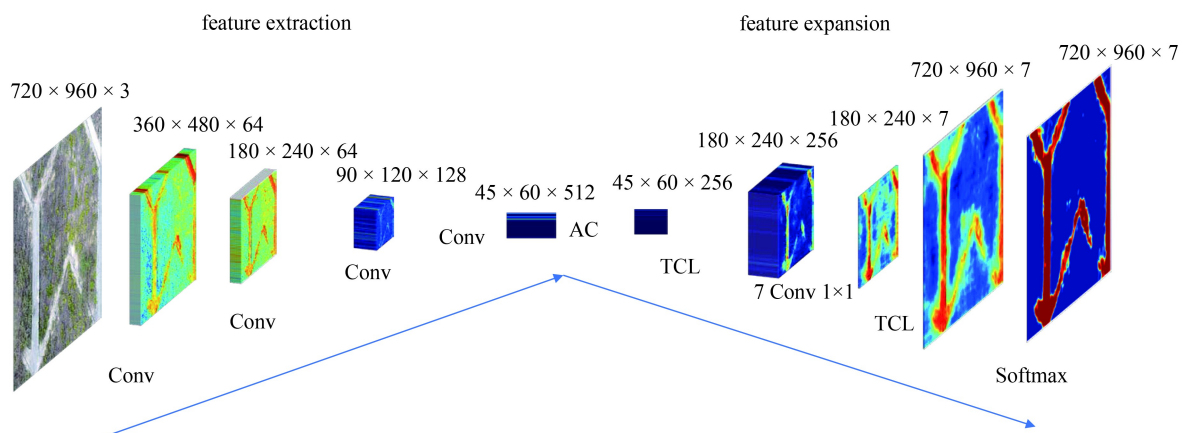 feature extraction
feature expansion
720 × 960 × 3
360 × 480 × 64
180 × 240 × 64
90 × 120 × 128
45 × 60 × 512
45 × 60 × 256
180 × 240 × 256
180 × 240 × 7
720 × 960 × 7
720 × 960 × 7
Conv
Conv
Conv
Conv
AC
TCL
7 Conv 1×1
TCL
Softmax